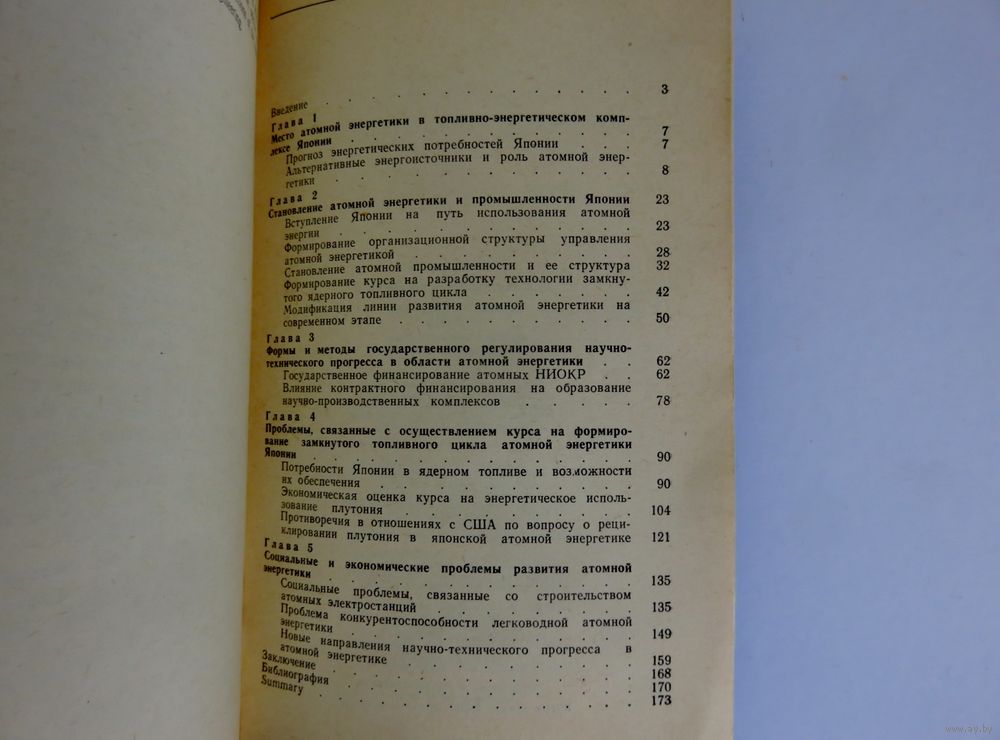 Введение . . . . . . . . . . . . . 3
Глава 1
Место атомной энергетики в топливно-энергетическом комп-
лексе Японии . . . . . . . . . . . . 7
Прогноз энергетических потребностей Японии . . . 7
Альтернативные энергоисточники и роль атомной энер-
гетики . . . . . . . . . . . . . 8
Глава 2
Становление атомной энергетики и промышленности Японии 23
Вступление Японии на путь использования атомной
энергии . . . . . . . . . . . . . 23
Формирование организационной структуры управления
атомной энергетикой . . . . . . . . . 28
Становление атомной промышленности и ее структура 32
Формирование курса на разработку технологии замкну-
того ядерного топливного цикла . . . . . . 42
Модификация линии развития атомной энергетики на
современном этапе . . . . . . . . . . 50
Глава 3
Формы и методы государственного регулирования научно-
технического прогресса в области атомной энергетики . . 62
Государственное финансирование атомных НИОКР . . 62
Влияние контрактного финансирования на образование
научно-производственных комплексов . . . . . 78
Глава 4
Проблемы, связанные с осуществлением курса на формиро-
вание замкнутого топливного цикла атомной энергетики
Японии . . . . . . . . . . . . . 90
Потребности Японии в ядерном топливе и возможности
их обеспечения . . . . . . . . . . . 90
Экономическая оценка курса на энергетическое исполь-
зование плутония . . . . . . . . . . 104
Противоречия в отношениях с США по вопросу о реци-
клировании плутония в японской атомной энергетике 121
Глава 5
Социальные и экономические проблемы развития атомной
энергетики . . . . . . . . . . . . 135
Социальные проблемы, связанные со строительством
атомных электростанций . . . . . . . . 135
Проблема конкурентоспособности легководной атомной
энергетики . . . . . . . . . . . . 149
Новые направления научно-технического прогресса в
атомной энергетике . . . . . . . . . . 159
Заключение . . . . . . . . . . . . 168
Библиография . . . . . . . . . . . 170
Summary . . . . . . . . . . . . . 173
www.ay.by